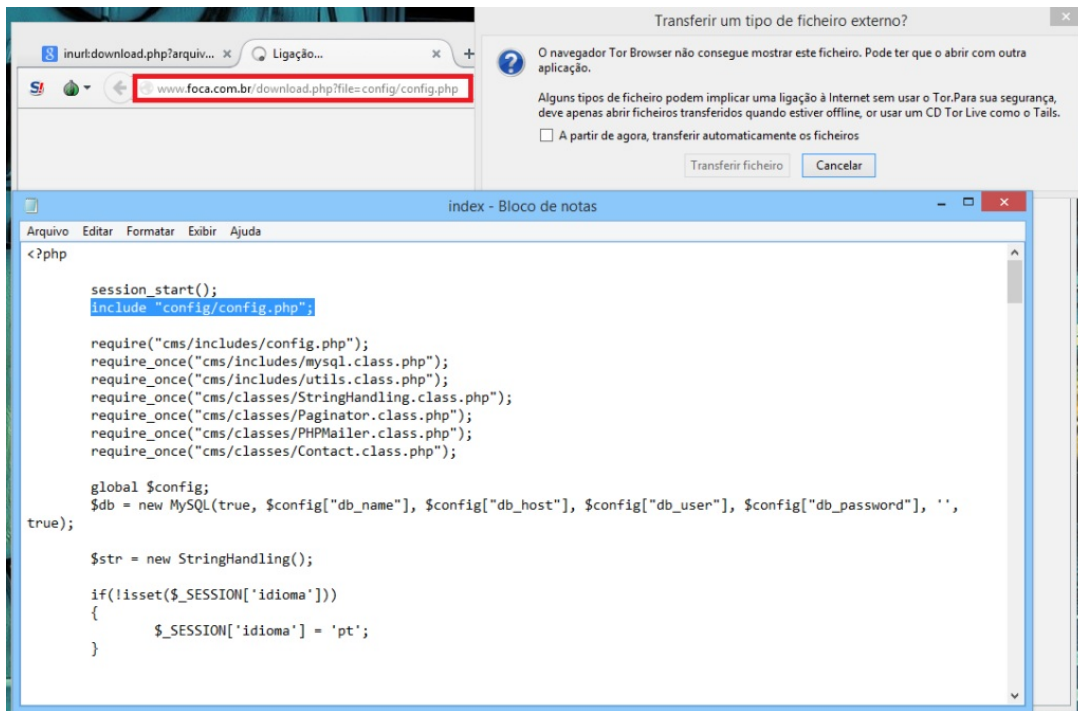 Transferir um tipo de ficheiro externo?
inurl:download.php?arquiv...
Ligação...
www.foca.com.br/download.php?file=config/config.php
O navegador Tor Browser não consegue mostrar este ficheiro. Pode ter que o abrir com outra
aplicação.
Alguns tipos de ficheiro podem implicar uma ligação à Internet sem usar o Tor.Para sua segurança,
deve apenas abrir ficheiros transferidos quando estiver offline, or usar um CD Tor Live como o Tails.
A partir de agora, transferir automaticamente os ficheiros
Transferir ficheiro
Cancelar
index - Bloco de notas
Arquivo Editar Formatar Exibir Ajuda
<?php
session_start();
include "config/config.php";
require("cms/includes/config.php");
require_once("cms/includes/mysql.class.php");
require_once("cms/includes/utils.class.php");
require_once("cms/classes/StringHandling.class.php");
require_once("cms/classes/Paginator.class.php");
require_once("cms/classes/PHPMailer.class.php");
require_once("cms/classes/Contact.class.php");
global $config;
$db = new MySQL(true, $config["db_name"], $config["db_host"], $config["db_user"], $config["db_password"], '',
true);
$str = new StringHandling();
if(!isset($_SESSION['idioma']))
{
$_SESSION['idioma'] = 'pt';
}